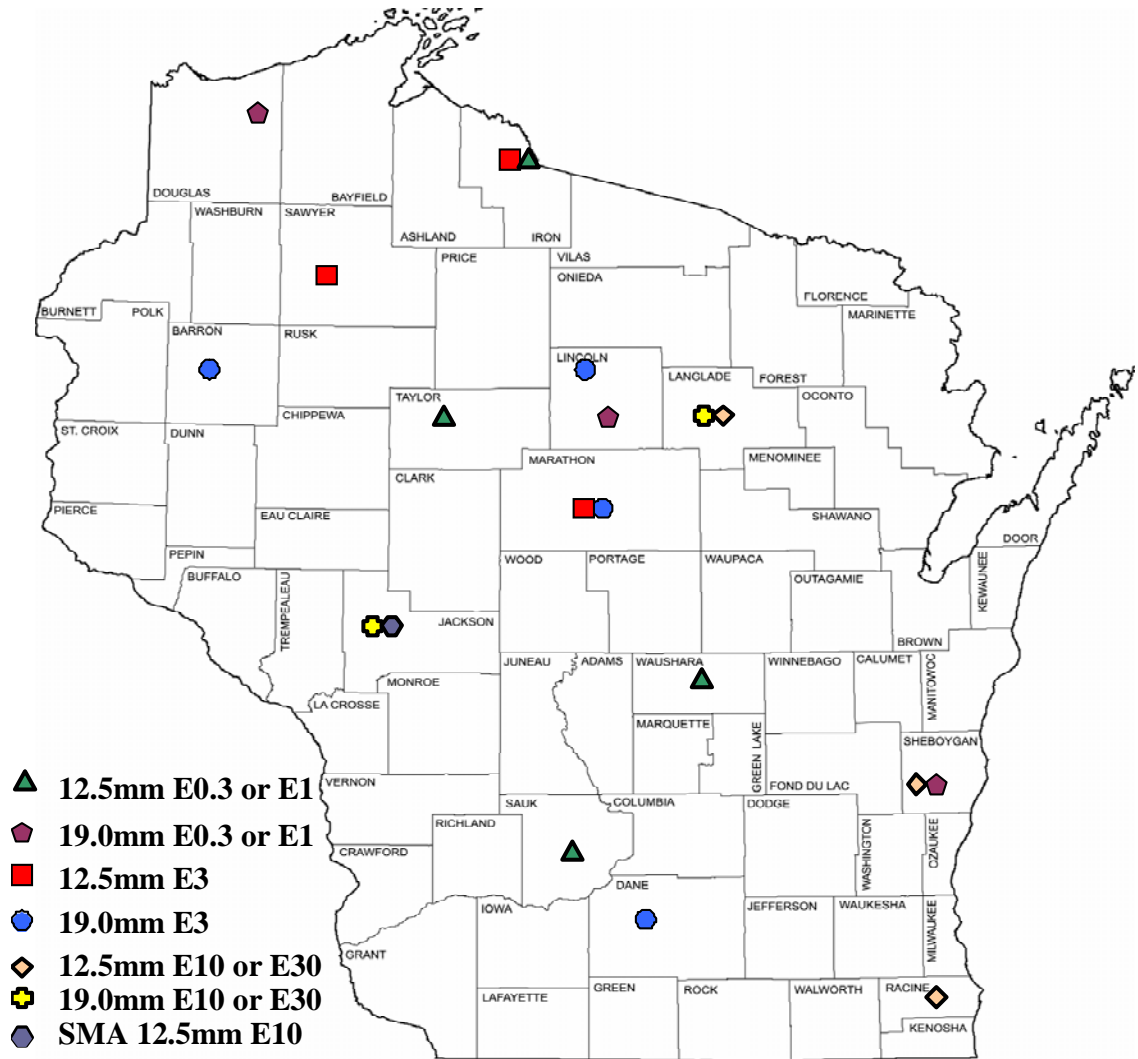 DOUGLAS
BAYFIELD
WASHBURN
SAWYER
ASHLAND
IRON
PRICE
VILAS
ONIEDA
FLORENCE
MARINETTE
BURNETT
POLK
BARRON
RUSK
LINCOLN
LANGLADE
FOREST
TAYLOR
OCONTO
CHIPPEWA
ST. CROIX
DUNN
MARATHON
MENOMINEE
CLARK
PIERCE
EAU CLAIRE
SHAWANO
DOOR
PEPIN
WOOD
PORTAGE
WAUPACA
BUFFALO
TREMPEALEAU
OUTAGAMIE
KEWAUNEE
JACKSON
BROWN
JUNEAU
ADAMS
WAUSHARA
WINNEBAGO
CALUMET
MANITOWOC
MONROE
LA CROSSE
MARQUETTE
GREEN LAKE
SHEBOYGAN
VERNON
FOND DU LAC
SAUK
COLUMBIA
DODGE
RICHLAND
CRAWFORD
WASHINGTON
OZAUKEE
DANE
IOWA
JEFFERSON
WAUKESHA
MILWAUKEE
GRANT
LAFAYETTE
GREEN
ROCK
WALWORTH
RACINE
KENOSHA
12.5mm E0.3 or E1
19.0mm E0.3 or E1
12.5mm E3
19.0mm E3
12.5mm E10 or E30
19.0mm E10 or E30
SMA 12.5mm E10